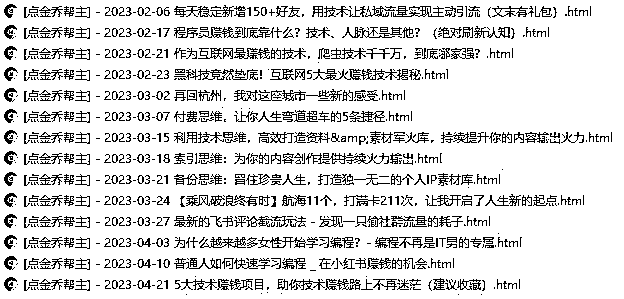 [点金乔帮主] - 2023-02-06 每天稳定新增150+好友，用技术让私域流量实现主动引流（文末有礼包）.html
[点金乔帮主] - 2023-02-17 程序员赚钱到底靠什么？技术、人脉还是其他？（绝对刷新认知）.html
[点金乔帮主] - 2023-02-21 作为互联网最赚钱的技术，爬虫技术千千万，到底哪家强？.html
[点金乔帮主] - 2023-02-23 黑科技竟然垫底！互联网5大最火赚钱技术揭秘.html
[点金乔帮主] - 2023-03-02 再回杭州，我对这座城市一些新的感受.html
[点金乔帮主] - 2023-03-07 付费思维，让你人生弯道超车的5条捷径.html
[点金乔帮主] - 2023-03-15 利用技术思维，高效打造资料&amp;素材军火库，持续提升你的内容输出火力.html
[点金乔帮主] - 2023-03-18 索引思维：为你的内容创作提供持续火力输出.html
[点金乔帮主] - 2023-03-21 备份思维：留住珍贵人生，打造独一无二的个人IP素材库.html
[点金乔帮主] - 2023-03-24 【乘风破浪终有时】航海11个，打满卡211次，让我开启了人生新的起点.html
[点金乔帮主] - 2023-03-27 最新的飞书评论截流玩法 - 发现一只偷社群流量的耗子.html
[点金乔帮主] - 2023-04-03 为什么越来越多女性开始学习编程？- 编程不再是IT男的专属.html
[点金乔帮主] - 2023-04-10 普通人如何快速学习编程 _ 在小红书赚钱的机会.html
[点金乔帮主] - 2023-04-21 5大技术赚钱项目，助你技术赚钱路上不再迷茫（建议收藏）.html